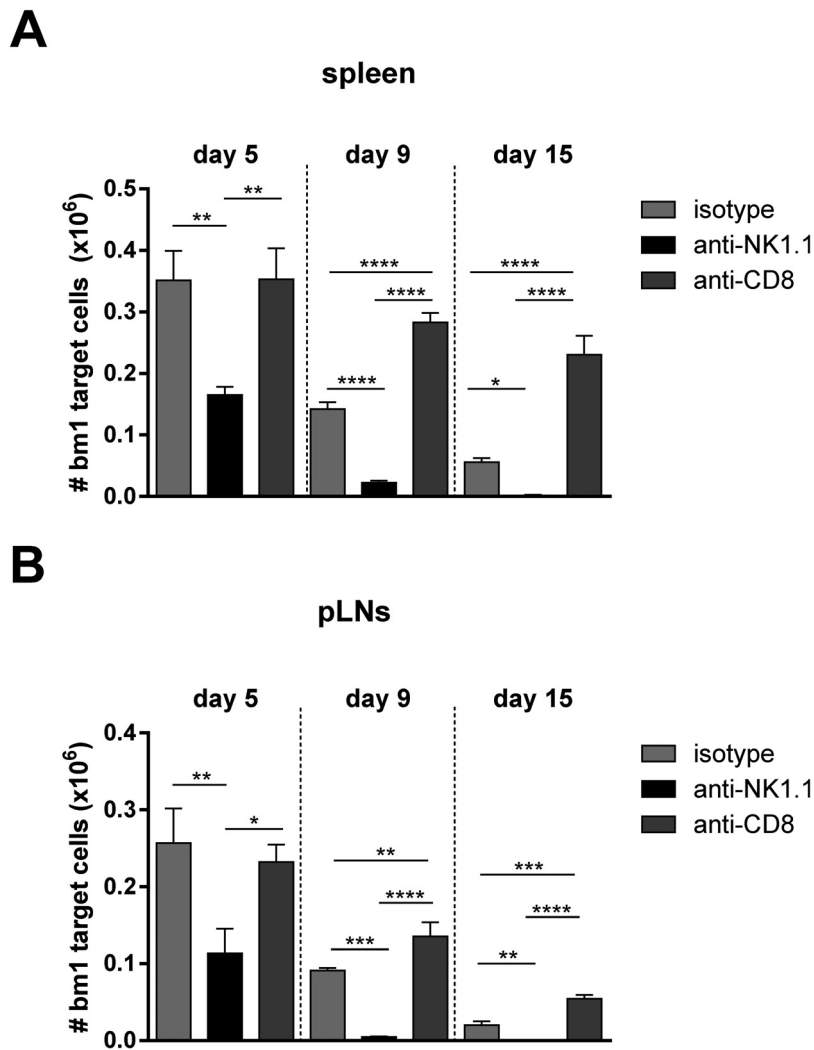 A
spleen
day 5 day 9 day 15
# bm1 target cells (x10⁶)
0.5
0.4
0.3
0.2
0.1
0.0
** **
**** **** ****
**** **** *
isotype
anti-NK1.1
anti-CD8
B
pLNs
day 5 day 9 day 15
# bm1 target cells (x10⁶)
0.4
0.3
0.2
0.1
0.0
** *
** **** ***
*** **** **
isotype
anti-NK1.1
anti-CD8